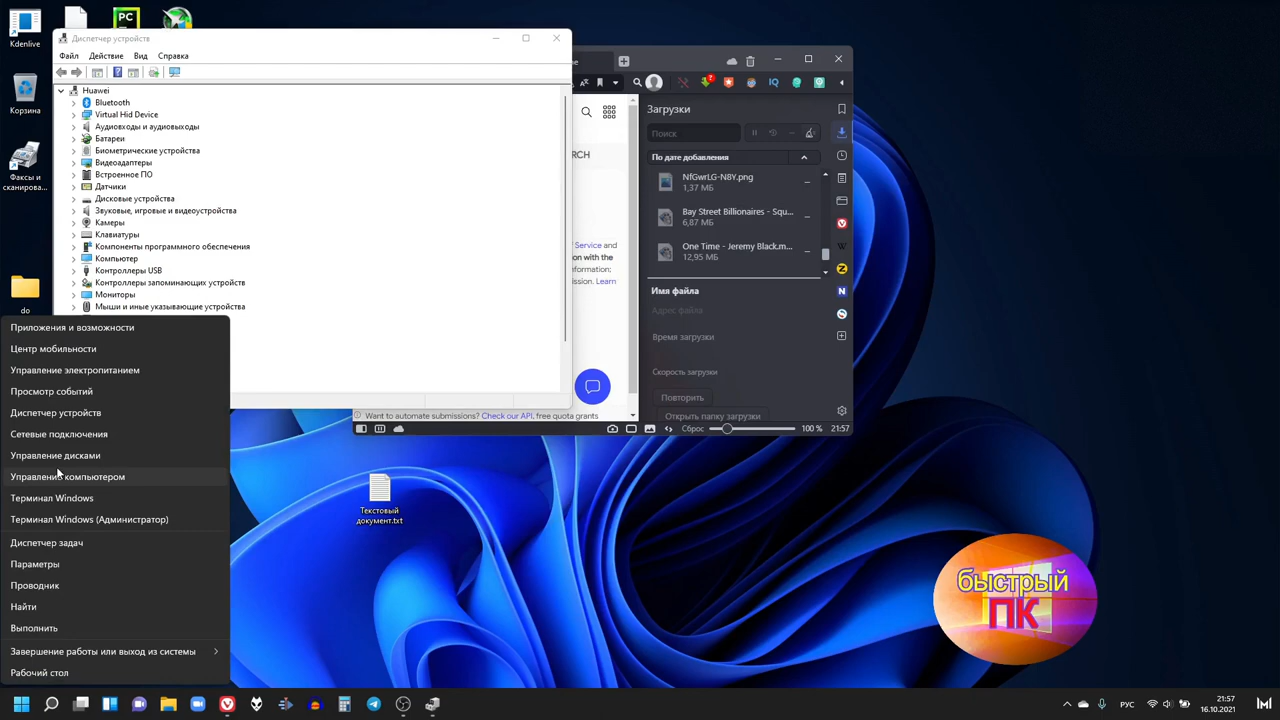 Kdenlive
PC
Корзина
Факсы и
сканирова...
do
Диспетчер устройств
Файл
Действие
Вид
Справка
Huawei
Bluetooth
Virtual Hid Device
Аудиовходы и аудиовыходы
Батареи
Биометрические устройства
Видеоадаптеры
Встроенное ПО
Датчики
Дисковые устройства
Звуковые, игровые и видеоустройства
Камеры
Клавиатуры
Компоненты программного обеспечения
Компьютер
Контроллеры USB
Контроллеры запоминающих устройств
Мониторы
Мыши и иные указывающие устройства
Приложения и возможности
Центр мобильности
Управление электропитанием
Просмотр событий
Диспетчер устройств
Сетевые подключения
Управление дисками
Управление компьютером
Терминал Windows
Терминал Windows (Администратор)
Диспетчер задач
Параметры
Проводник
Найти
Выполнить
Завершение работы или выход из системы
Рабочий стол
RCH
Service and
on with the
formation;
ssion. Learn
Want to automate submissions? Check our API, free quota grants
Загрузки
Поиск
По дате добавления
NfGwrLG-N8Y.png
1,37 МБ
Bay Street Billionaires - Squ...
6,87 МБ
One Time - Jeremy Black.m...
12,95 МБ
Имя файла
Адрес файла
Время загрузки
Скорость загрузки
Повторить
Открыть папку загрузки
Сброс
100 %
21:57
Текстовый
документ.txt
быстрый
ПК
РУС
21:57
16.10.2021